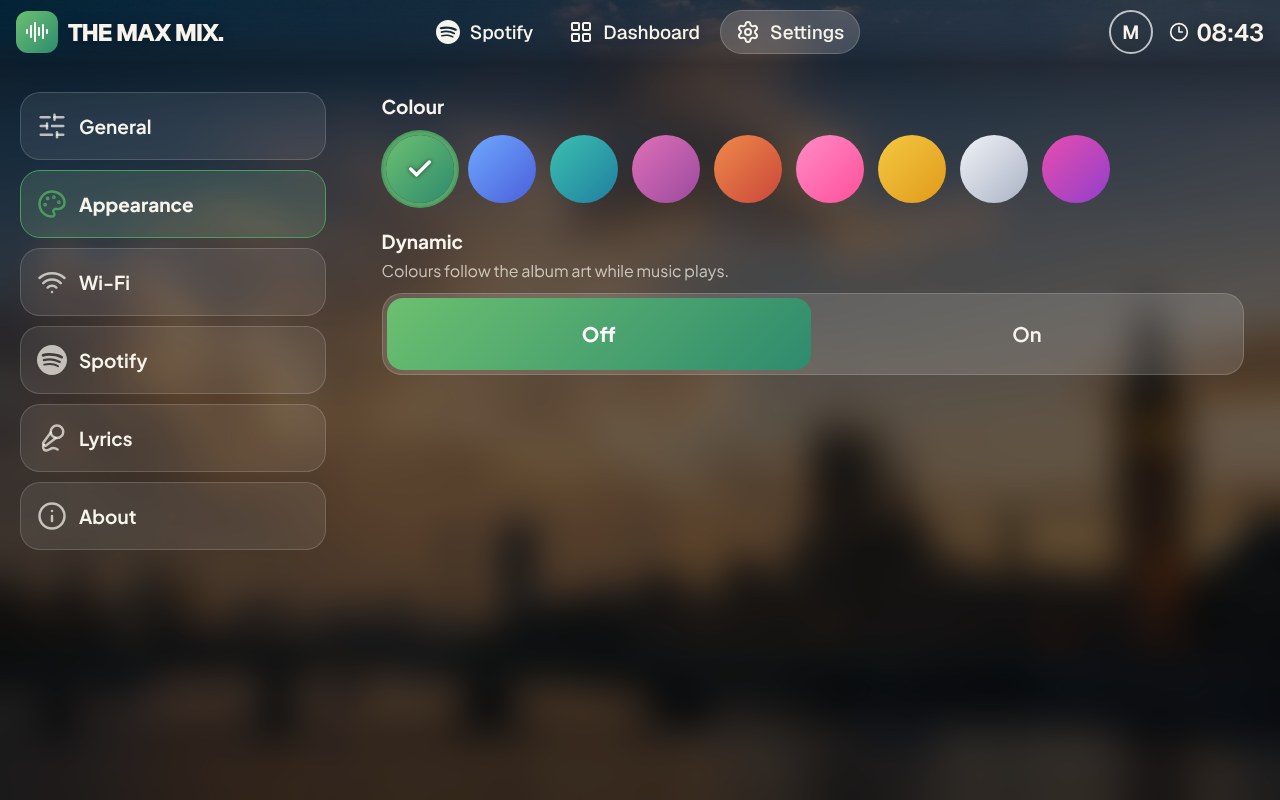 THE MAX MIX.
Spotify
Dashboard
Settings
M
08:43
General
Appearance
Wi-Fi
Spotify
Lyrics
About
Colour
Dynamic
Colours follow the album art while music plays.
Off
On